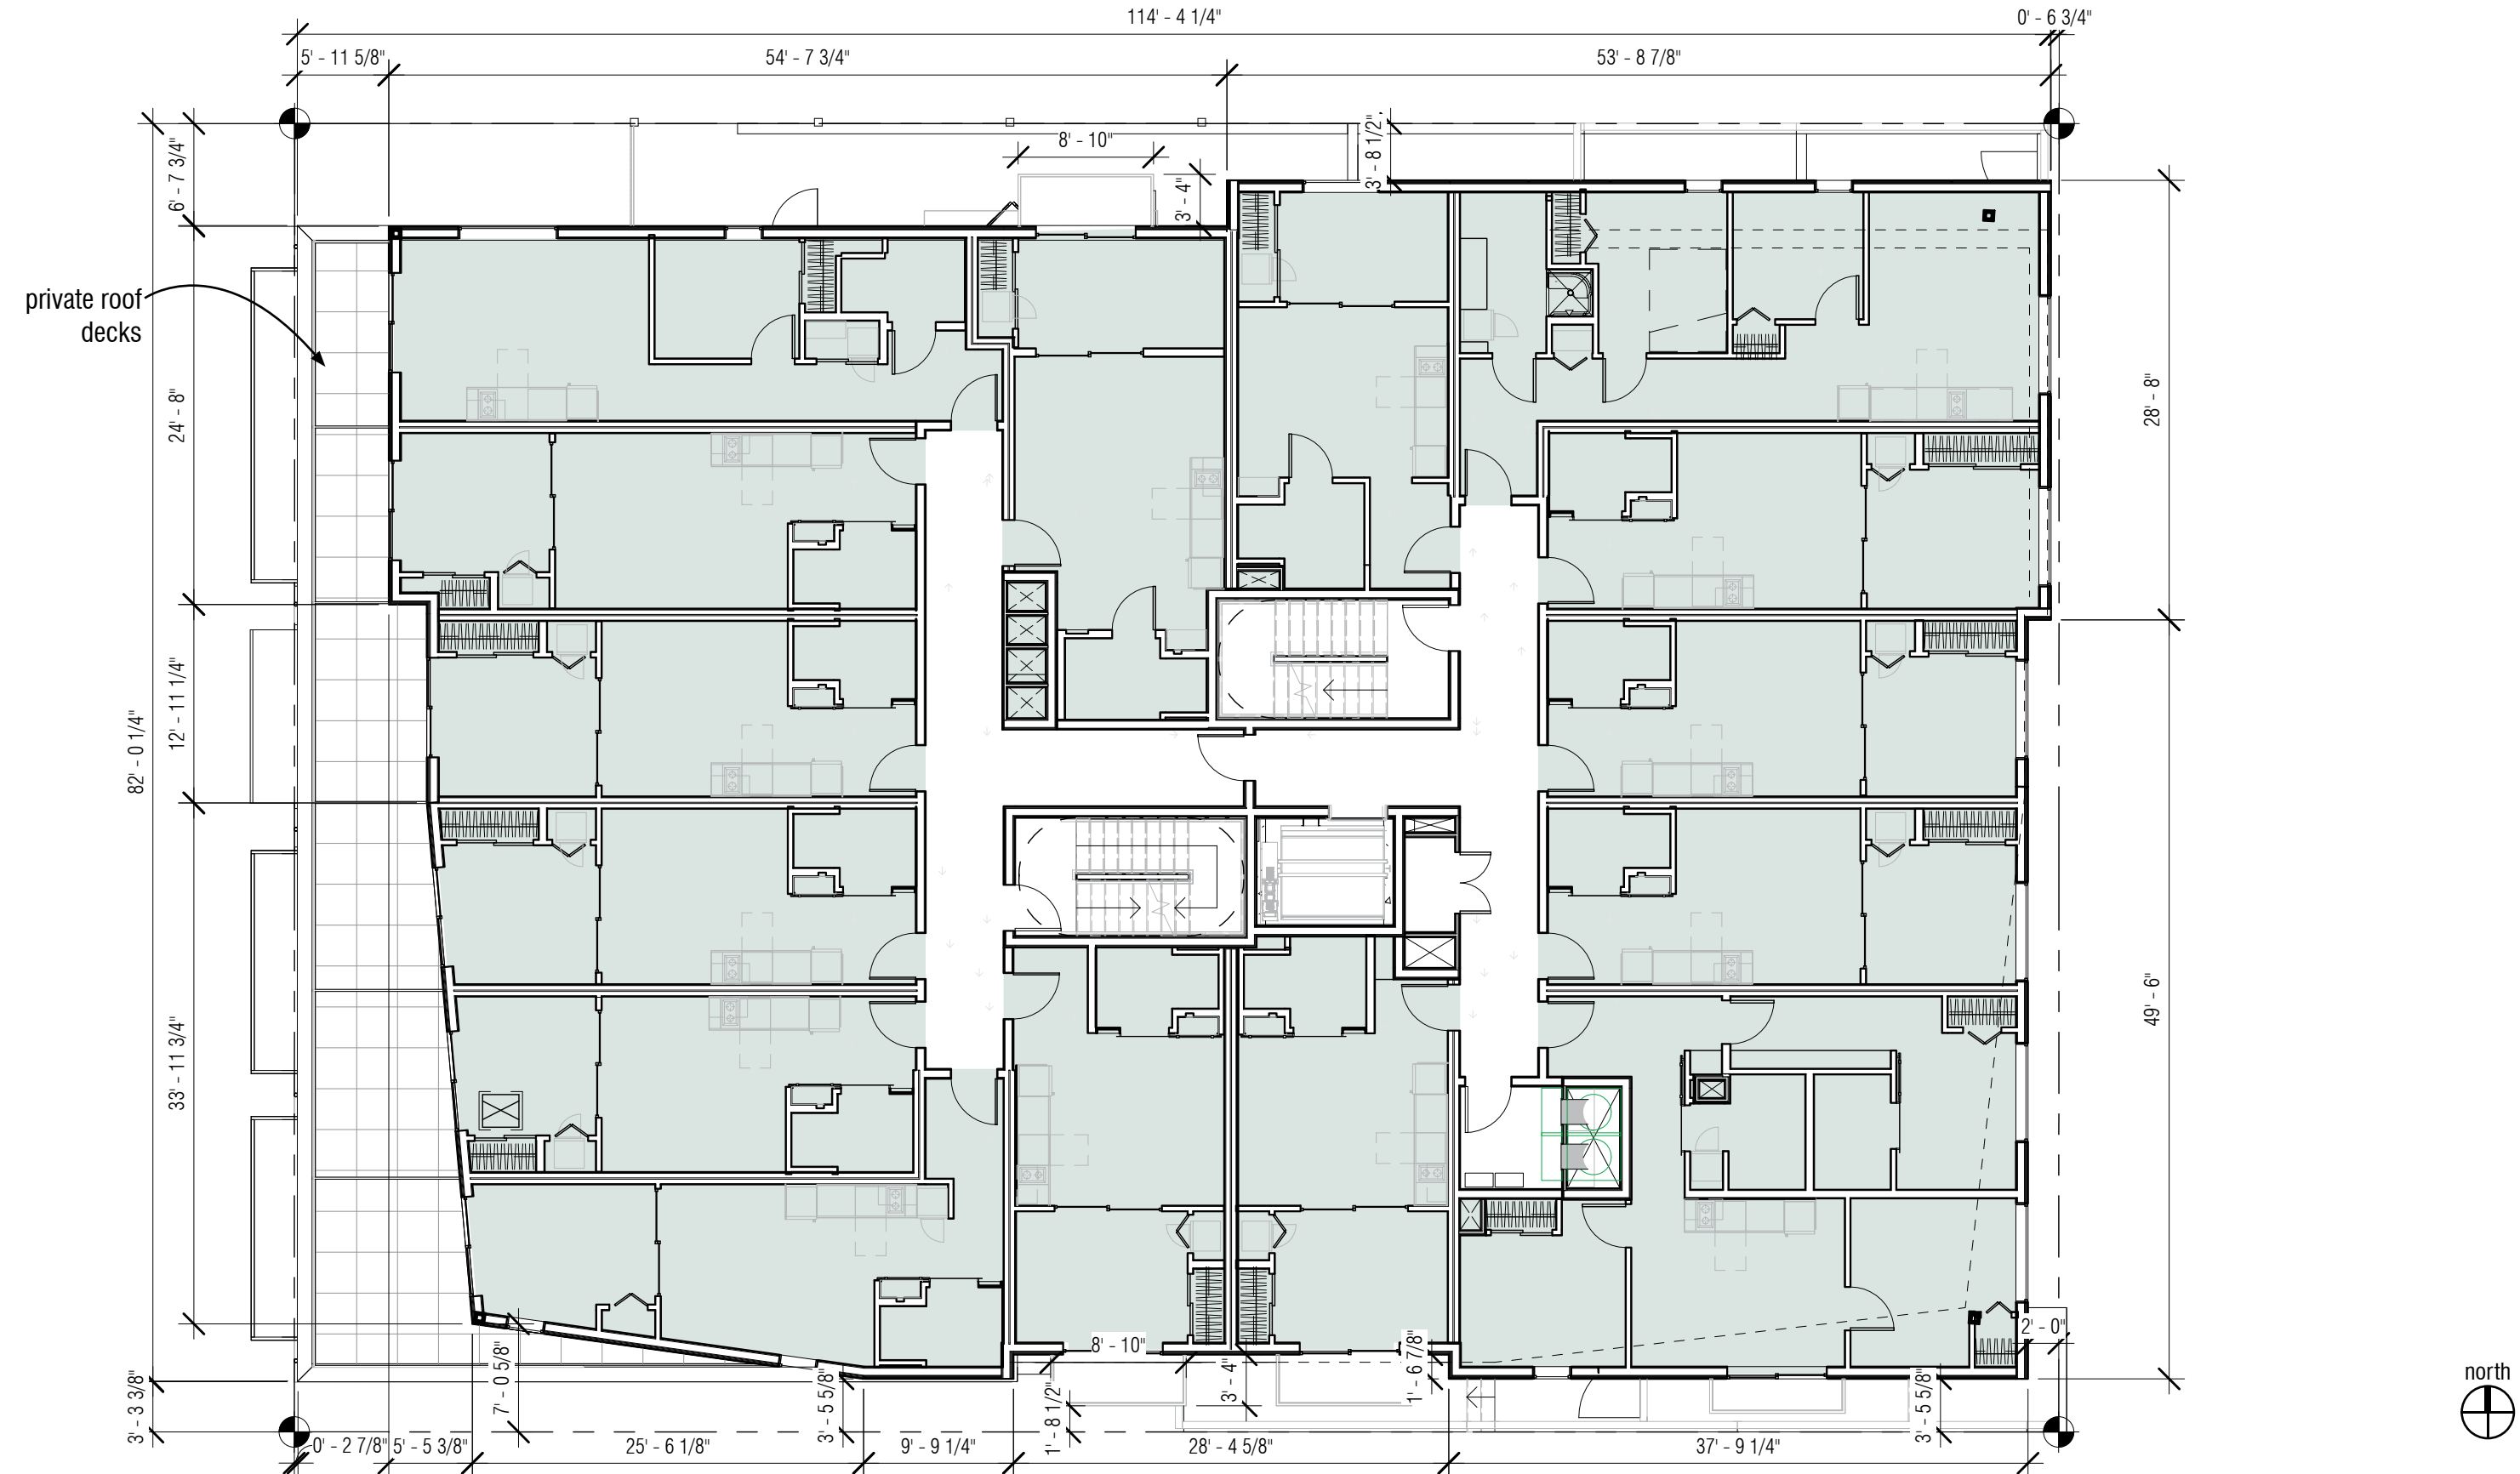 114' - 4 1/4"
0' - 6 3/4"
5' - 11 5/8"
54' - 7 3/4"
53' - 8 7/8"
6' - 7 3/4"
8' - 10"
3' - 8 1/2"
3' - 4"
private roof
decks
24' - 8"
28' - 8"
12' - 11 1/4"
82' - 0 1/4"
33' - 11 3/4"
49' - 6"
8' - 10"
2' - 0"
7' - 0 5/8"
3' - 3 3/8"
3' - 5 5/8"
1' - 8 1/2"
3' - 4"
1' - 6 7/8"
3' - 5 5/8"
north
0' - 2 7/8"
5' - 5 3/8"
25' - 6 1/8"
9' - 9 1/4"
28' - 4 5/8"
37' - 9 1/4"